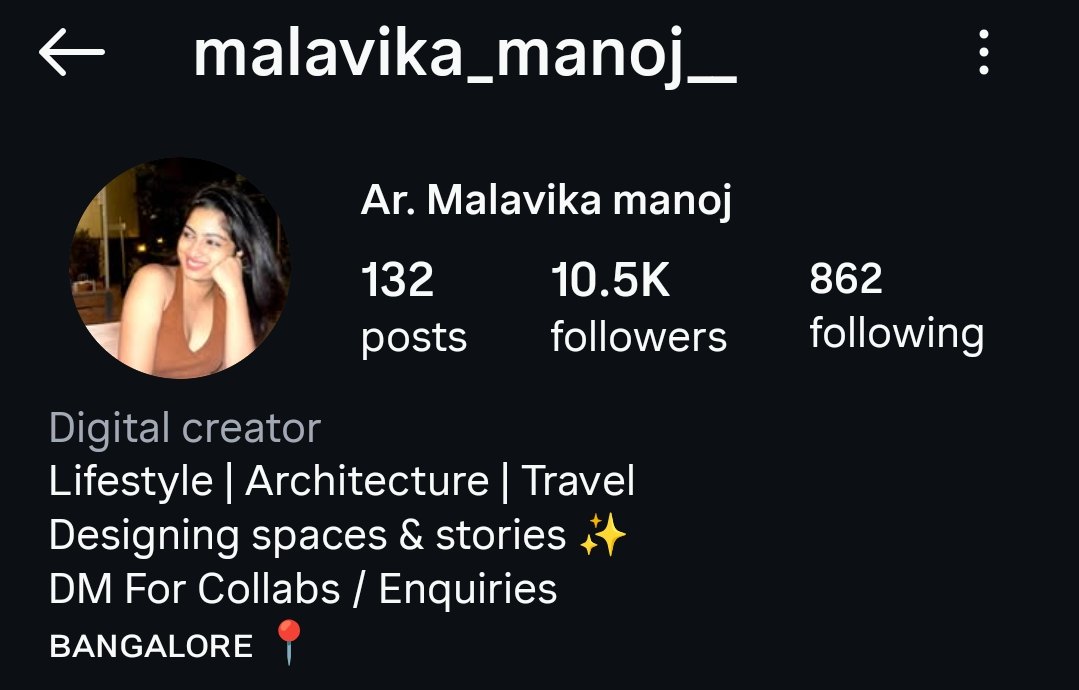 malavika_manoj__
Ar. Malavika manoj
132 10.5K 862
posts followers following
Digital creator
Lifestyle | Architecture | Travel
Designing spaces & stories ✨
DM For Collabs / Enquiries
BANGALORE 📍